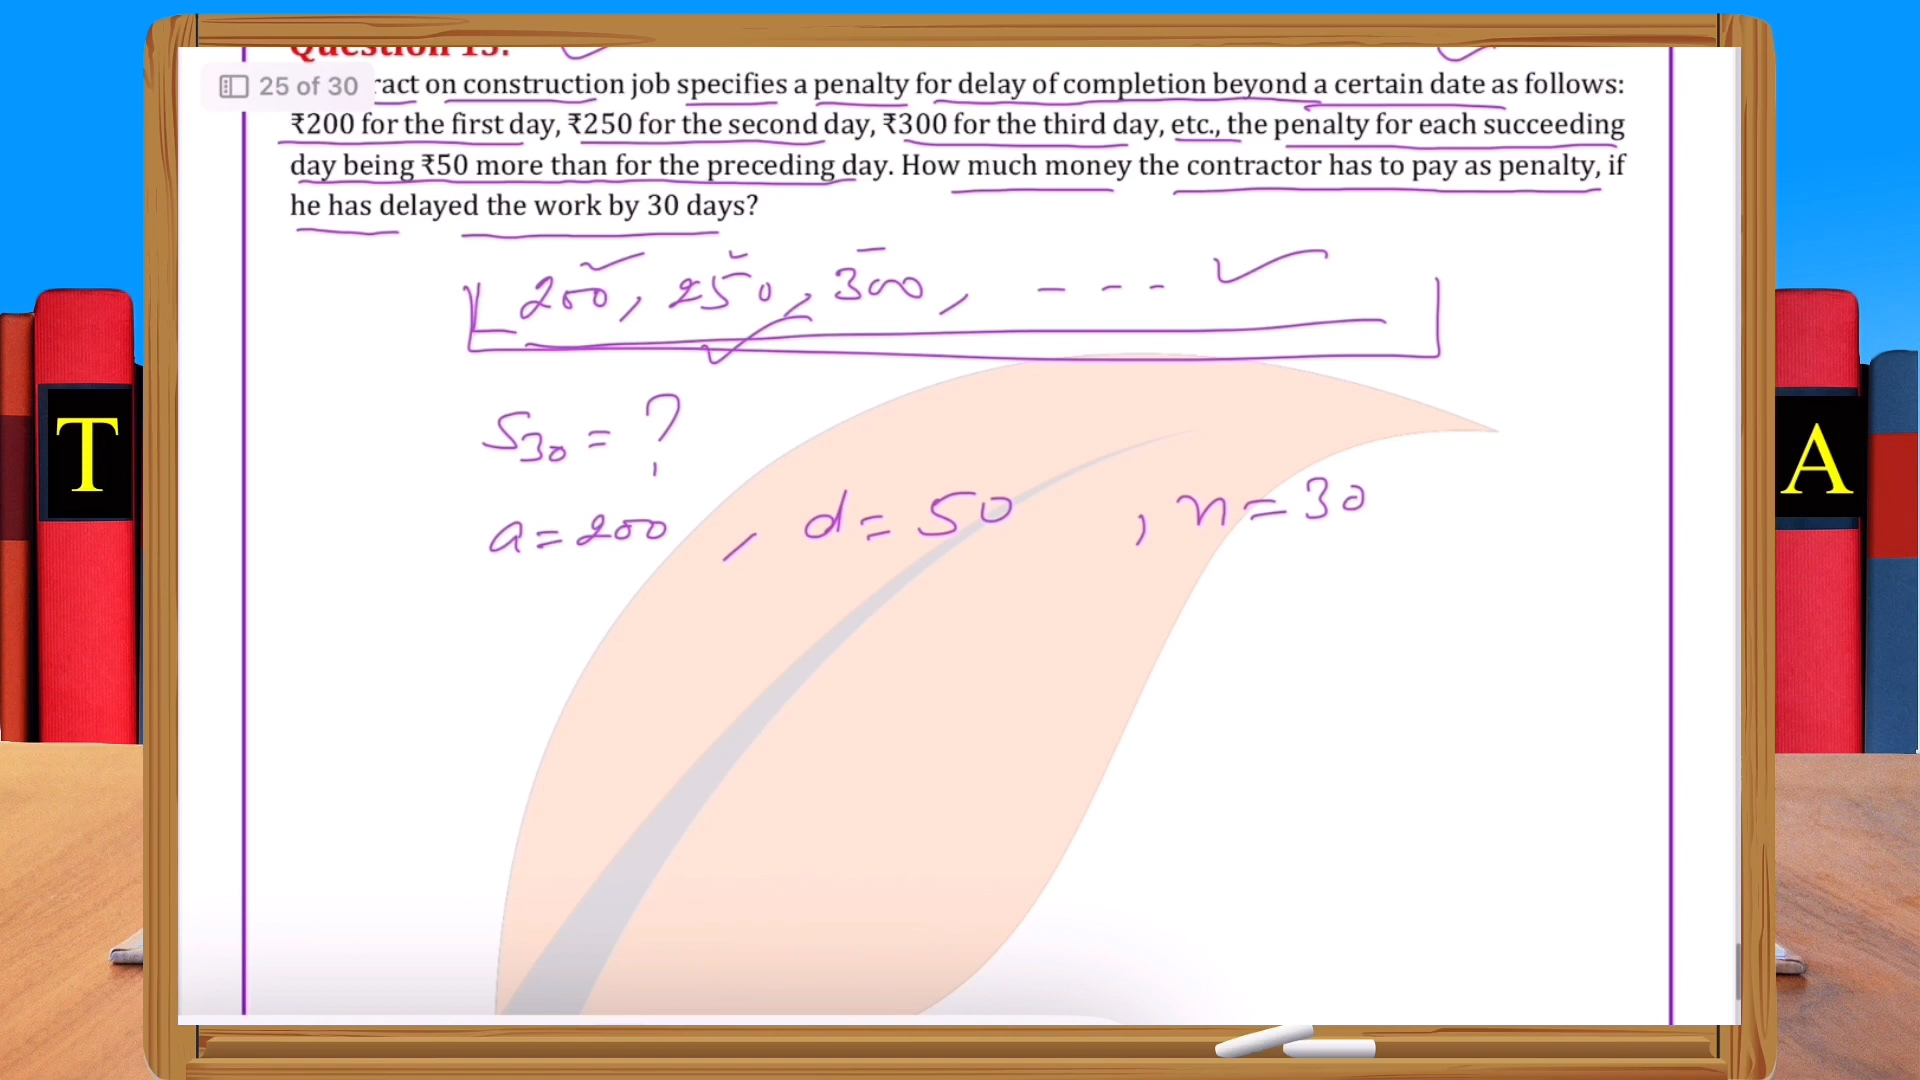 Question 13:
25 of 30
ract on construction job specifies a penalty for delay of completion beyond a certain date as follows:
₹200 for the first day, ₹250 for the second day, ₹300 for the third day, etc., the penalty for each succeeding
day being ₹50 more than for the preceding day. How much money the contractor has to pay as penalty, if
he has delayed the work by 30 days?
200, 250, 300, - - -
S30 = ?
a = 200, d = 50, n = 30
T
A